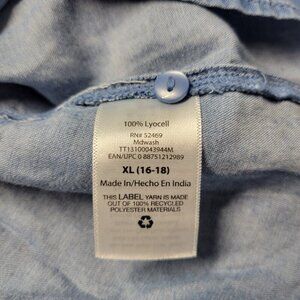 100% Lyocell
RN# 52469
Mdwash
TT13100043944M
EAN/UPC 0 88751212989
XL (16-18)
Made In/Hecho En India
THIS LABEL YARN IS MADE
OUT OF 100% RECYCLED
POLYESTER MATERIALS